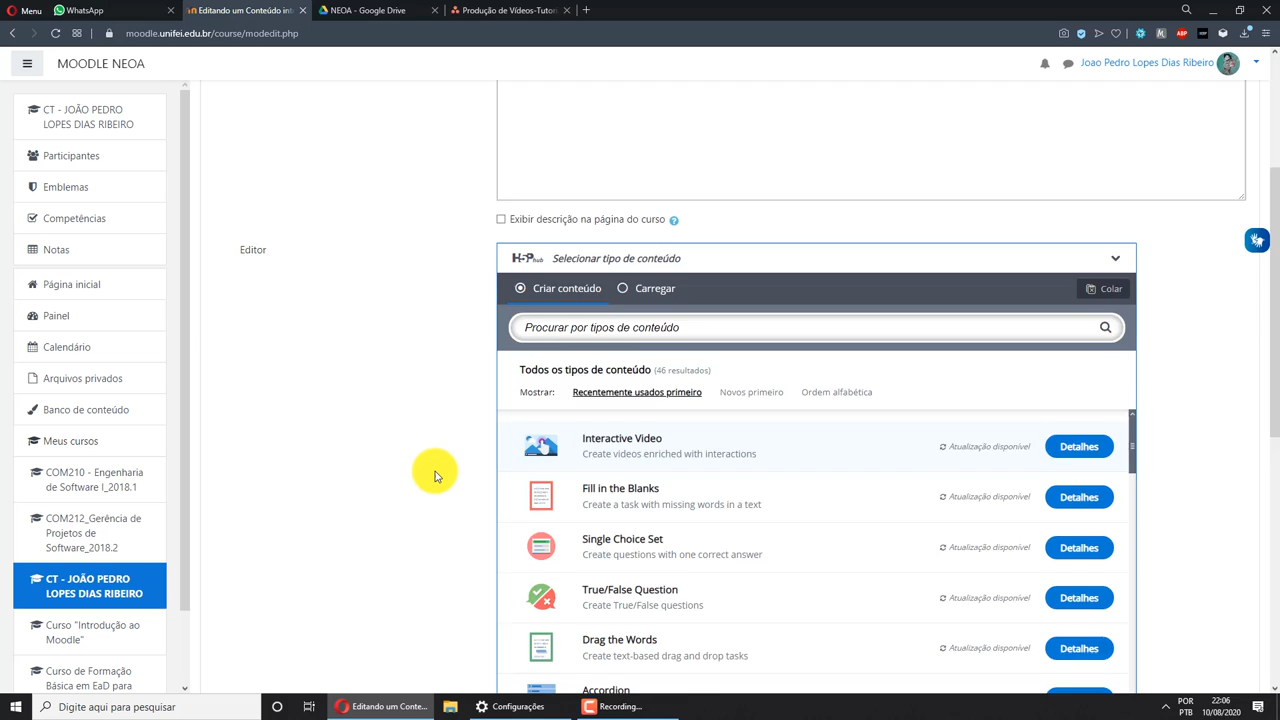 Menu
WhatsApp
Editando um Conteúdo int
NEOA - Google Drive
Produção de Vídeos-Tutori
moodle.unifei.edu.br/course/modedit.php
ABP
MOODLE NEOA
Joao Pedro Lopes Dias Ribeiro
CT - JOÃO PEDRO
LOPES DIAS RIBEIRO
Participantes
Emblemas
Competências
Notas
Página inicial
Painel
Calendário
Arquivos privados
Banco de conteúdo
Meus cursos
COM210 - Engenharia
de Software I_2018.1
COM212_Gerência de
Projetos de
Software_2018.2
CT - JOÃO PEDRO
LOPES DIAS RIBEIRO
Curso "Introdução ao
Moodle"
Curso de Formação
Básica em EaD para
Exibir descrição na página do curso
Editor
H5P hub Selecionar tipo de conteúdo
Criar conteúdo
Carregar
Colar
Procurar por tipos de conteúdo
Todos os tipos de conteúdo (46 resultados)
Mostrar: Recentemente usados primeiro Novos primeiro Ordem alfabética
Interactive Video
Create videos enriched with interactions
Atualização disponível
Detalhes
Fill in the Blanks
Create a task with missing words in a text
Atualização disponível
Detalhes
Single Choice Set
Create questions with one correct answer
Atualização disponível
Detalhes
True/False Question
Create True/False questions
Atualização disponível
Detalhes
Drag the Words
Create text-based drag and drop tasks
Atualização disponível
Detalhes
Accordion
Digite aqui para pesquisar
Editando um Conte...
Configurações
Recording...
POR
PTB
22:06
10/08/2020